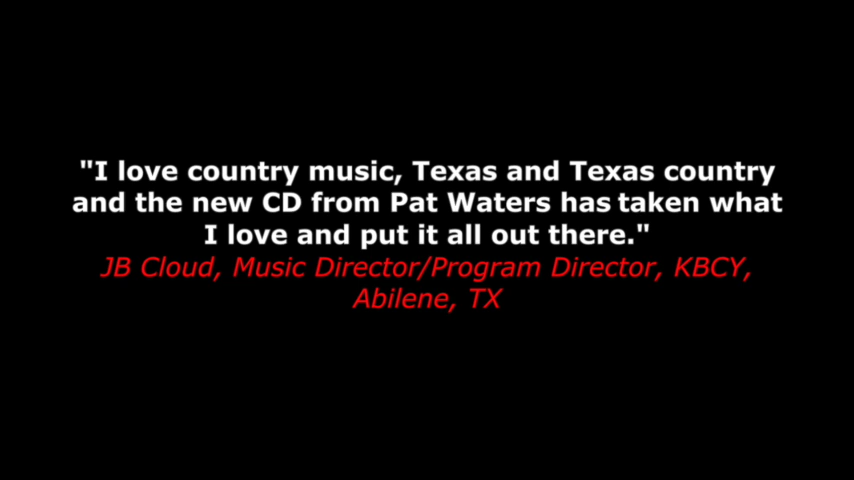 "I love country music, Texas and Texas country
and the new CD from Pat Waters has taken what
I love and put it all out there."
JB Cloud, Music Director/Program Director, KBCY,
Abilene, TX